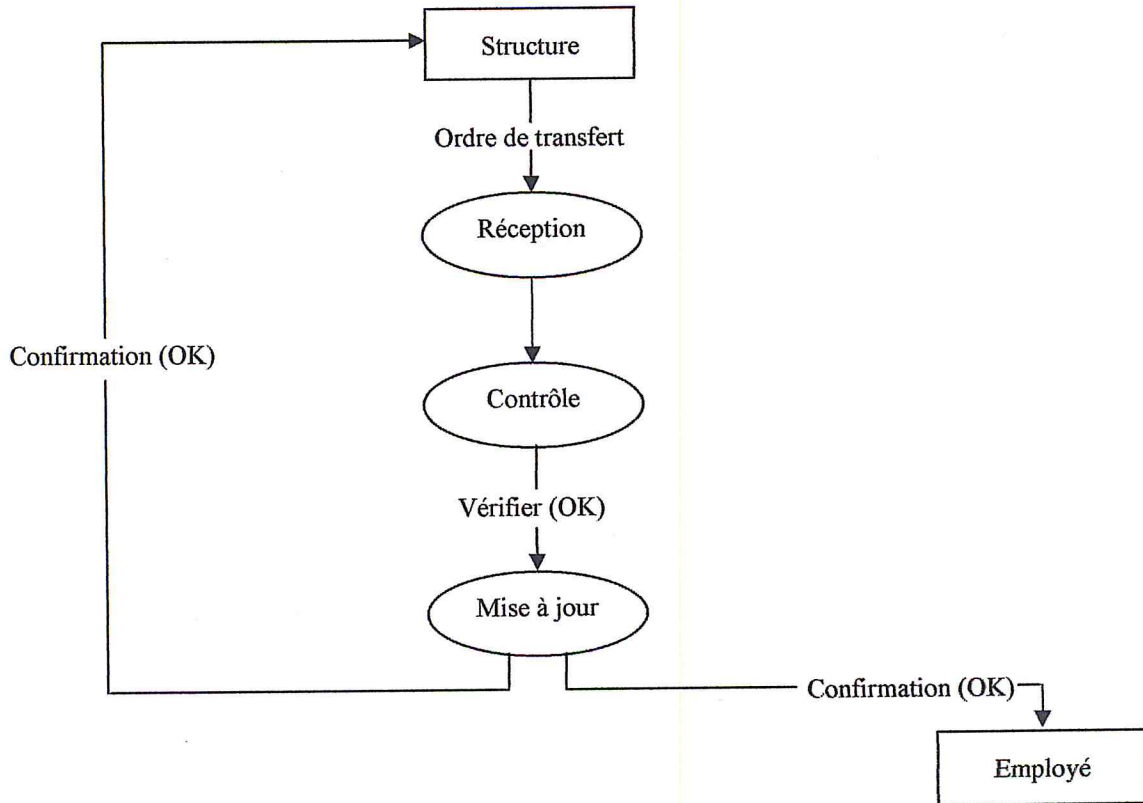 Structure
Ordre de transfert
Réception
Confirmation (OK)
Contrôle
Vérifier (OK)
Mise à jour
Confirmation (OK)
Employé